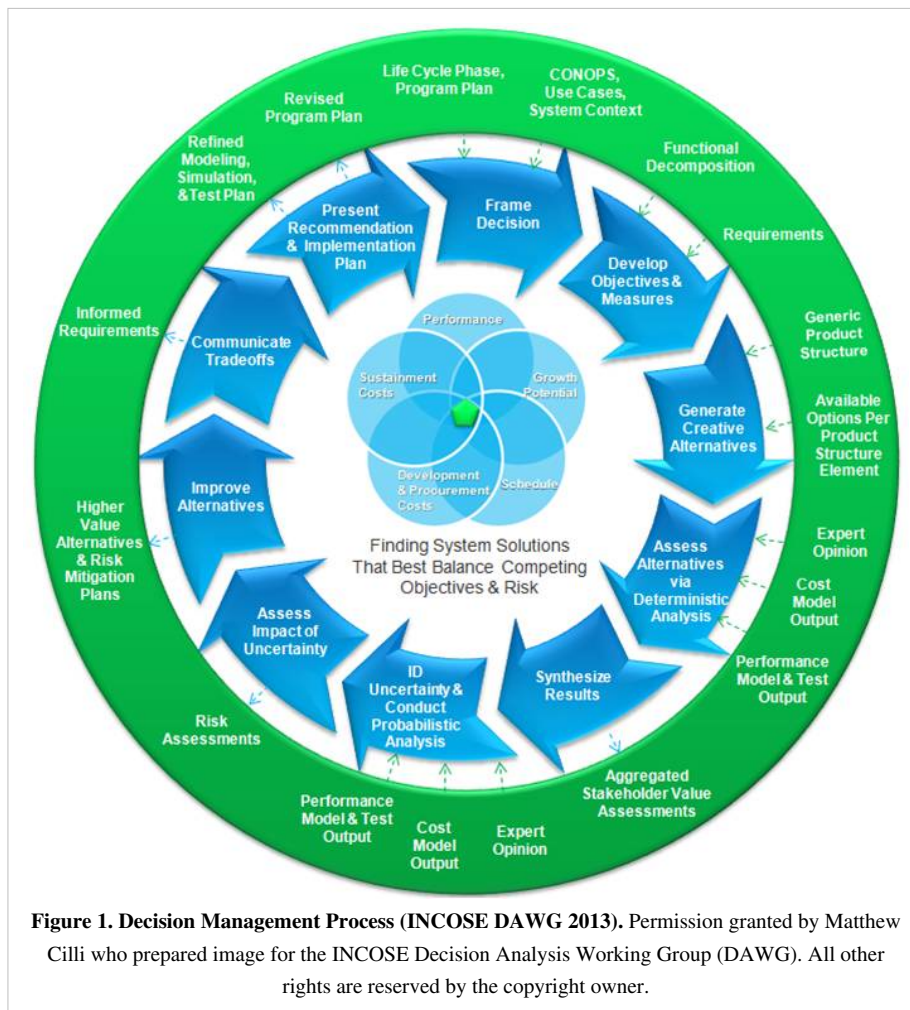 Life Cycle Phase,
Program Plan
CONOPS,
Use Cases,
System Context
Functional
Decomposition
Requirements
Generic
Product
Structure
Available
Options Per
Product
Structure
Element
Expert
Opinion
Cost
Model
Output
Performance
Model & Test
Output
Aggregated
Stakeholder Value
Assessments
Expert
Opinion
Cost
Model
Output
Performance
Model & Test
Output
Risk
Assessments
Higher
Value
Alternatives
& Risk
Mitigation
Plans
Informed
Requirements
Refined
Modeling,
Simulation,
&Test Plan
Revised
Program Plan
Frame
Decision
Develop
Objectives &
Measures
Generate
Creative
Alternatives
Assess
Alternatives
via
Deterministic
Analysis
Synthesize
Results
ID
Uncertainty &
Conduct
Probabilistic
Analysis
Assess
Impact of
Uncertainty
Improve
Alternatives
Communicate
Tradeoffs
Present
Recommendation
& Implementation
Plan
Performance
Growth
Potential
Schedule
Development
& Procurement
Costs
Sustainment
Costs
Finding System Solutions
That Best Balance Competing
Objectives & Risk
Figure 1. Decision Management Process (INCOSE DAWG 2013). Permission granted by Matthew
Cilli who prepared image for the INCOSE Decision Analysis Working Group (DAWG). All other
rights are reserved by the copyright owner.